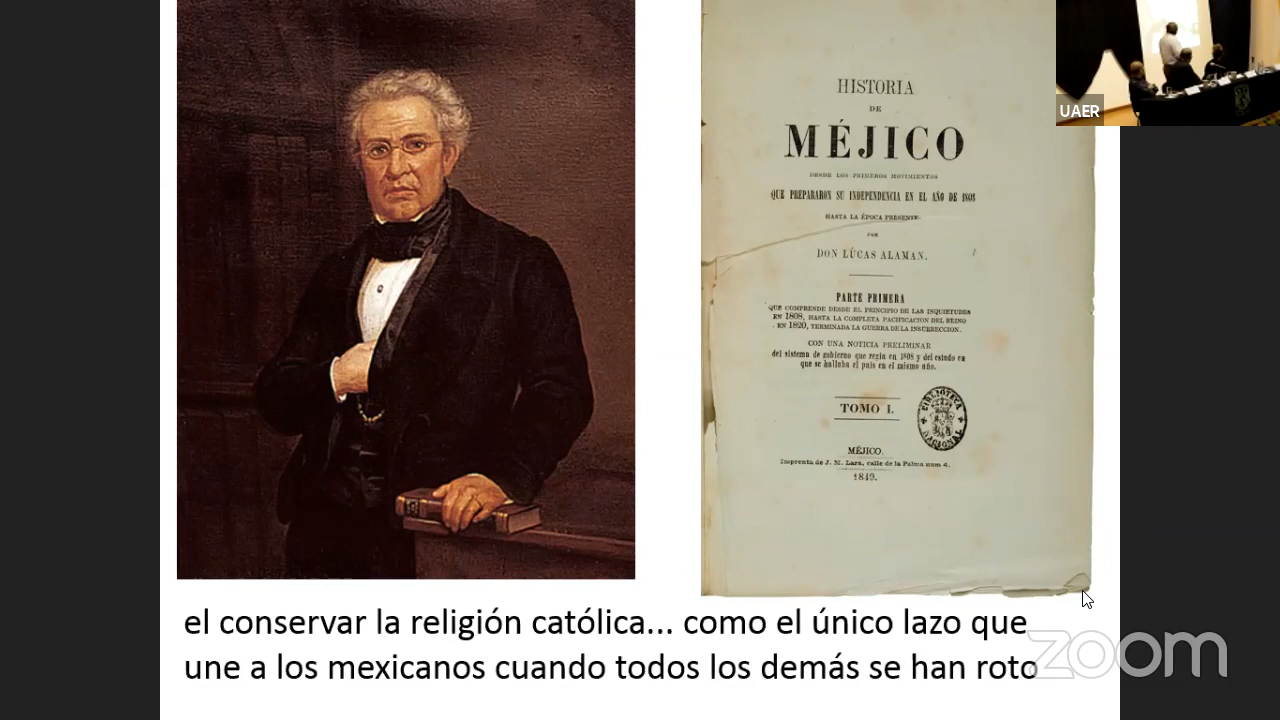 HISTORIA
DE
MÉJICO
DESDE LOS PRIMEROS MOVIMIENTOS
QUE PREPARARON SU INDEPENDENCIA EN EL AÑO DE 1808
HASTA LA ÉPOCA PRESENTE
POR
DON LÚCAS ALAMAN.
PARTE PRIMERA
QUE COMPRENDE DESDE EL PRINCIPIO DE LAS INQUIETUDES
EN 1808, HASTA LA COMPLETA PACIFICACION DEL REINO
EN 1820, TERMINADA LA GUERRA DE LA INSURRECCION.
CON UNA NOTICIA PRELIMINAR
del sistema de gobierno que regia en 1808 y del estado en
que se hallaba el pais en el mismo año.
TOMO I.
BIBLIOTECA
NACIONAL
MÉJICO.
Imprenta de J. M. Lara, calle de la Palma num 4.
1849.
UAER
el conservar la religión católica... como el único lazo que
une a los mexicanos cuando todos los demás se han roto
zoom